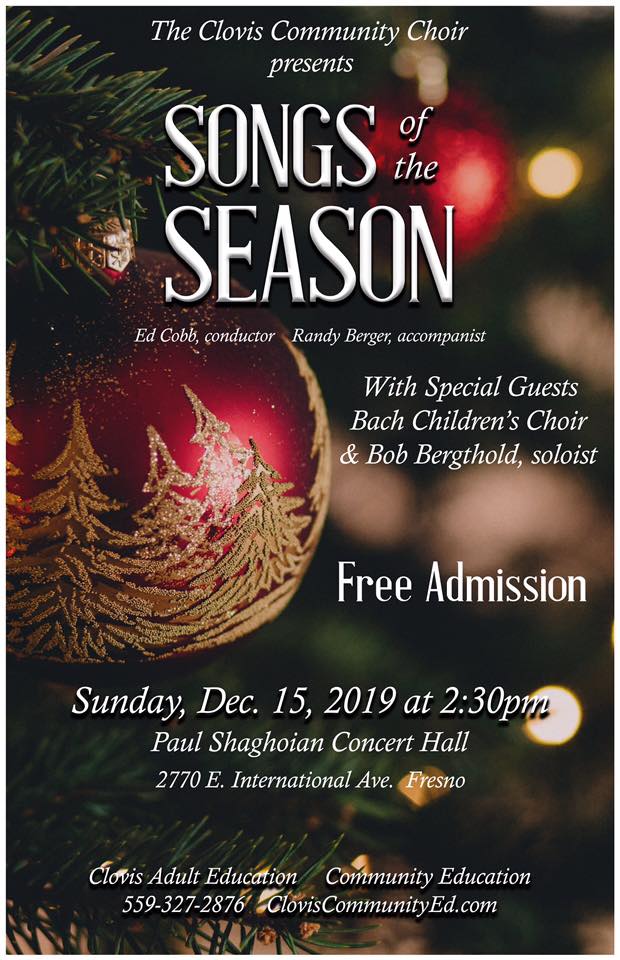 The Clovis Community Choir
presents
SONGS of the
SEASON
Ed Cobb, conductor Randy Berger, accompanist
With Special Guests
Bach Children's Choir
& Bob Bergthold, soloist
Free Admission
Sunday, Dec. 15, 2019 at 2:30pm
Paul Shaghoian Concert Hall
2770 E. International Ave. Fresno
Clovis Adult Education Community Education
559-327-2876 ClovisCommunityEd.com